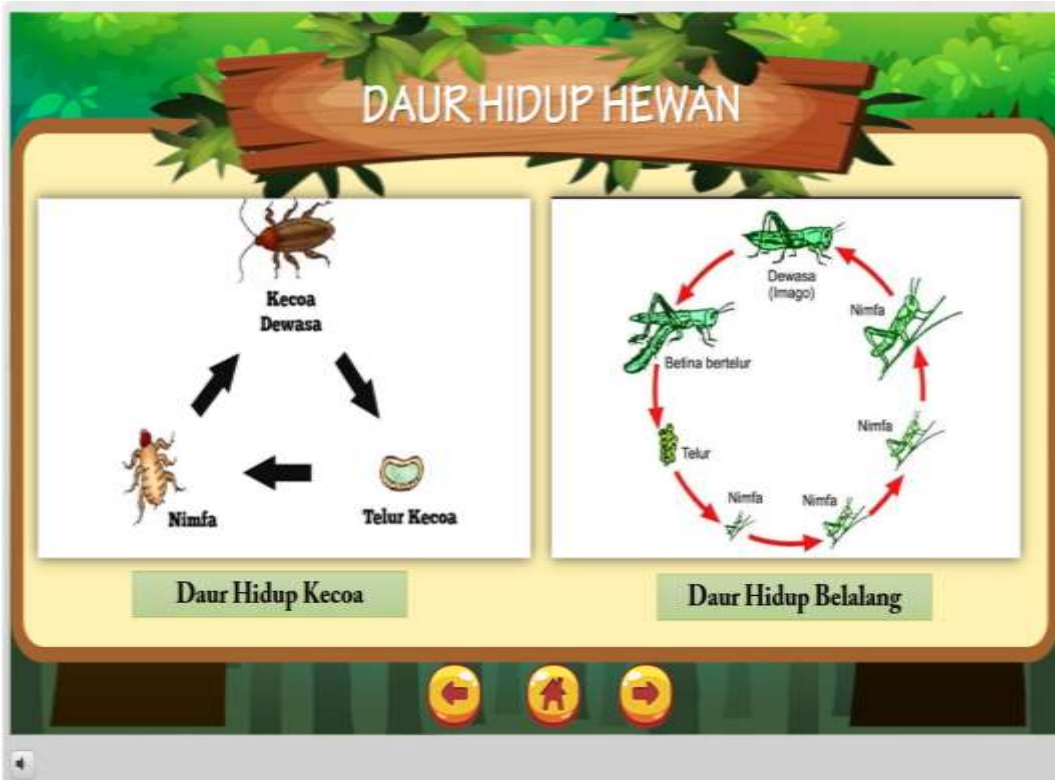 DAUR HIDUP HEWAN
Kecoa
Dewasa
Nimfa
Telur Kecoa
Daur Hidup Kecoa
Dewasa
(Imago)
Nimfa
Betina bertelur
Nimfa
Telur
Nimfa
Nimfa
Daur Hidup Belalang